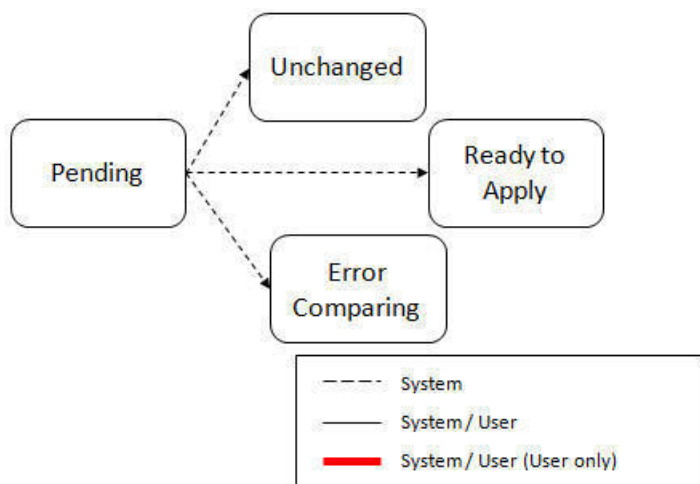 Unchanged
Pending
Ready to
Apply
Error
Comparing
System
System / User
System / User (User only)